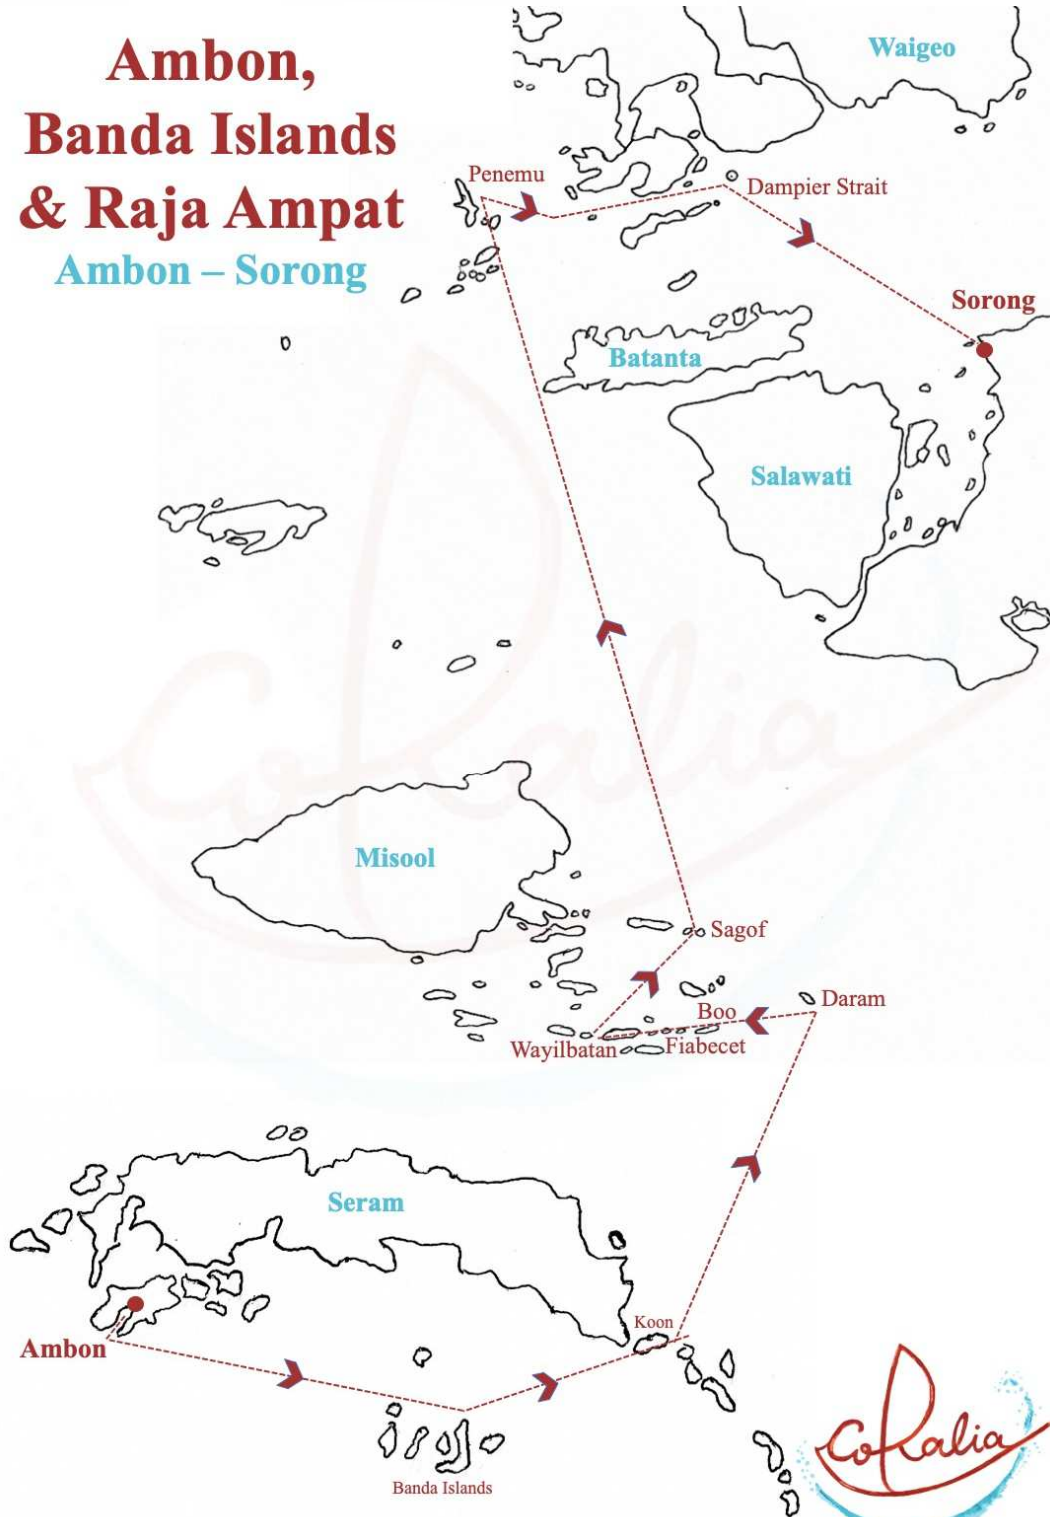 Ambon,
Banda Islands
& Raja Ampat
Ambon – Sorong
Waigeo
Penemu
Dampier Strait
Sorong
Batanta
Salawati
Misool
Sagof
Daram
Boo
Wayilbatan
Fiabecet
Seram
Koon
Ambon
Banda Islands
CoRalia
CoRalia